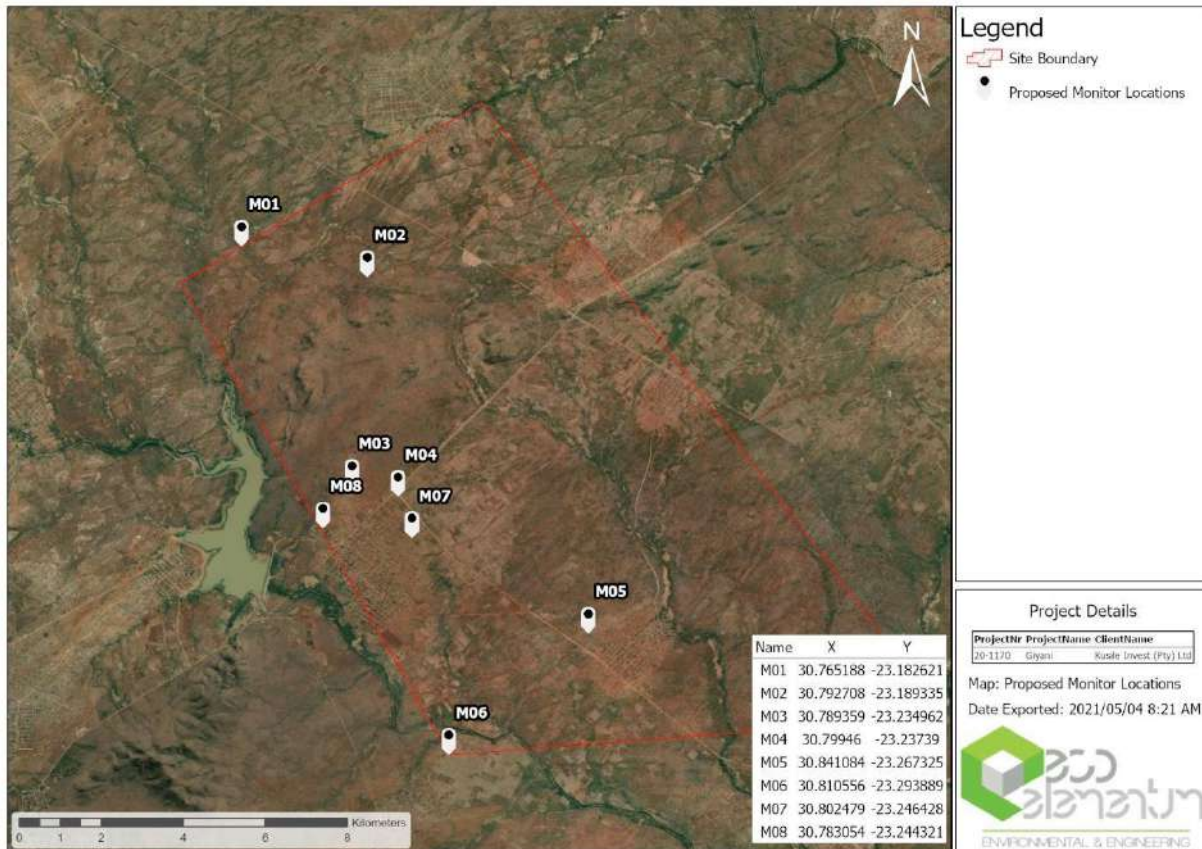 Legend
Site Boundary
Proposed Monitor Locations
N
M01
M02
M03
M04
M08
M07
M05
M06
Name X Y
M01 30.765188 -23.182621
M02 30.792708 -23.189335
M03 30.789359 -23.234962
M04 30.79946 -23.23739
M05 30.841084 -23.267325
M06 30.810556 -23.293889
M07 30.802479 -23.246428
M08 30.783054 -23.244321
Kilometers
0 1 2 4 6 8
Project Details
ProjectNr ProjectName ClientName
20-1170 Giyani Kusile Invest (Pty) Ltd
Map: Proposed Monitor Locations
Date Exported: 2021/05/04 8:21 AM
eco
elementum
ENVIRONMENTAL & ENGINEERING